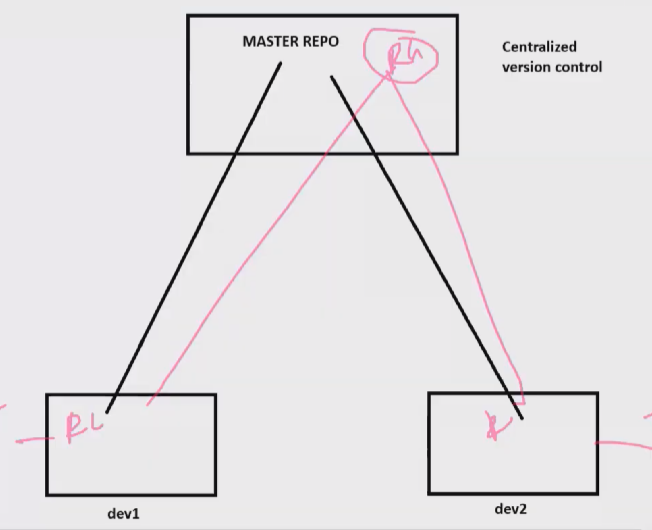 MASTER REPO
Centralized
version control
dev1
dev2